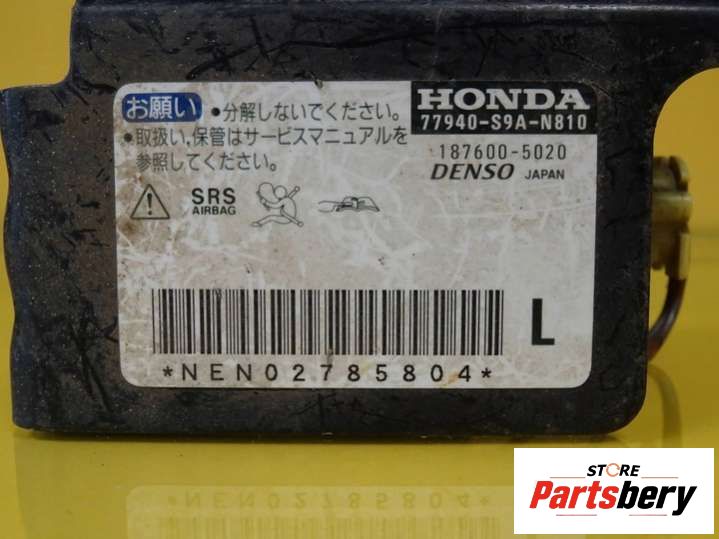 お願い •分解しないでください。
•取扱い,保管はサービスマニュアルを
参照してください。
HONDA
77940-S9A-N810
187600-5020
DENSO JAPAN
SRS
AIRBAG
L
*NEN02785804*
*NEN02785804*
STORE
Partsbery